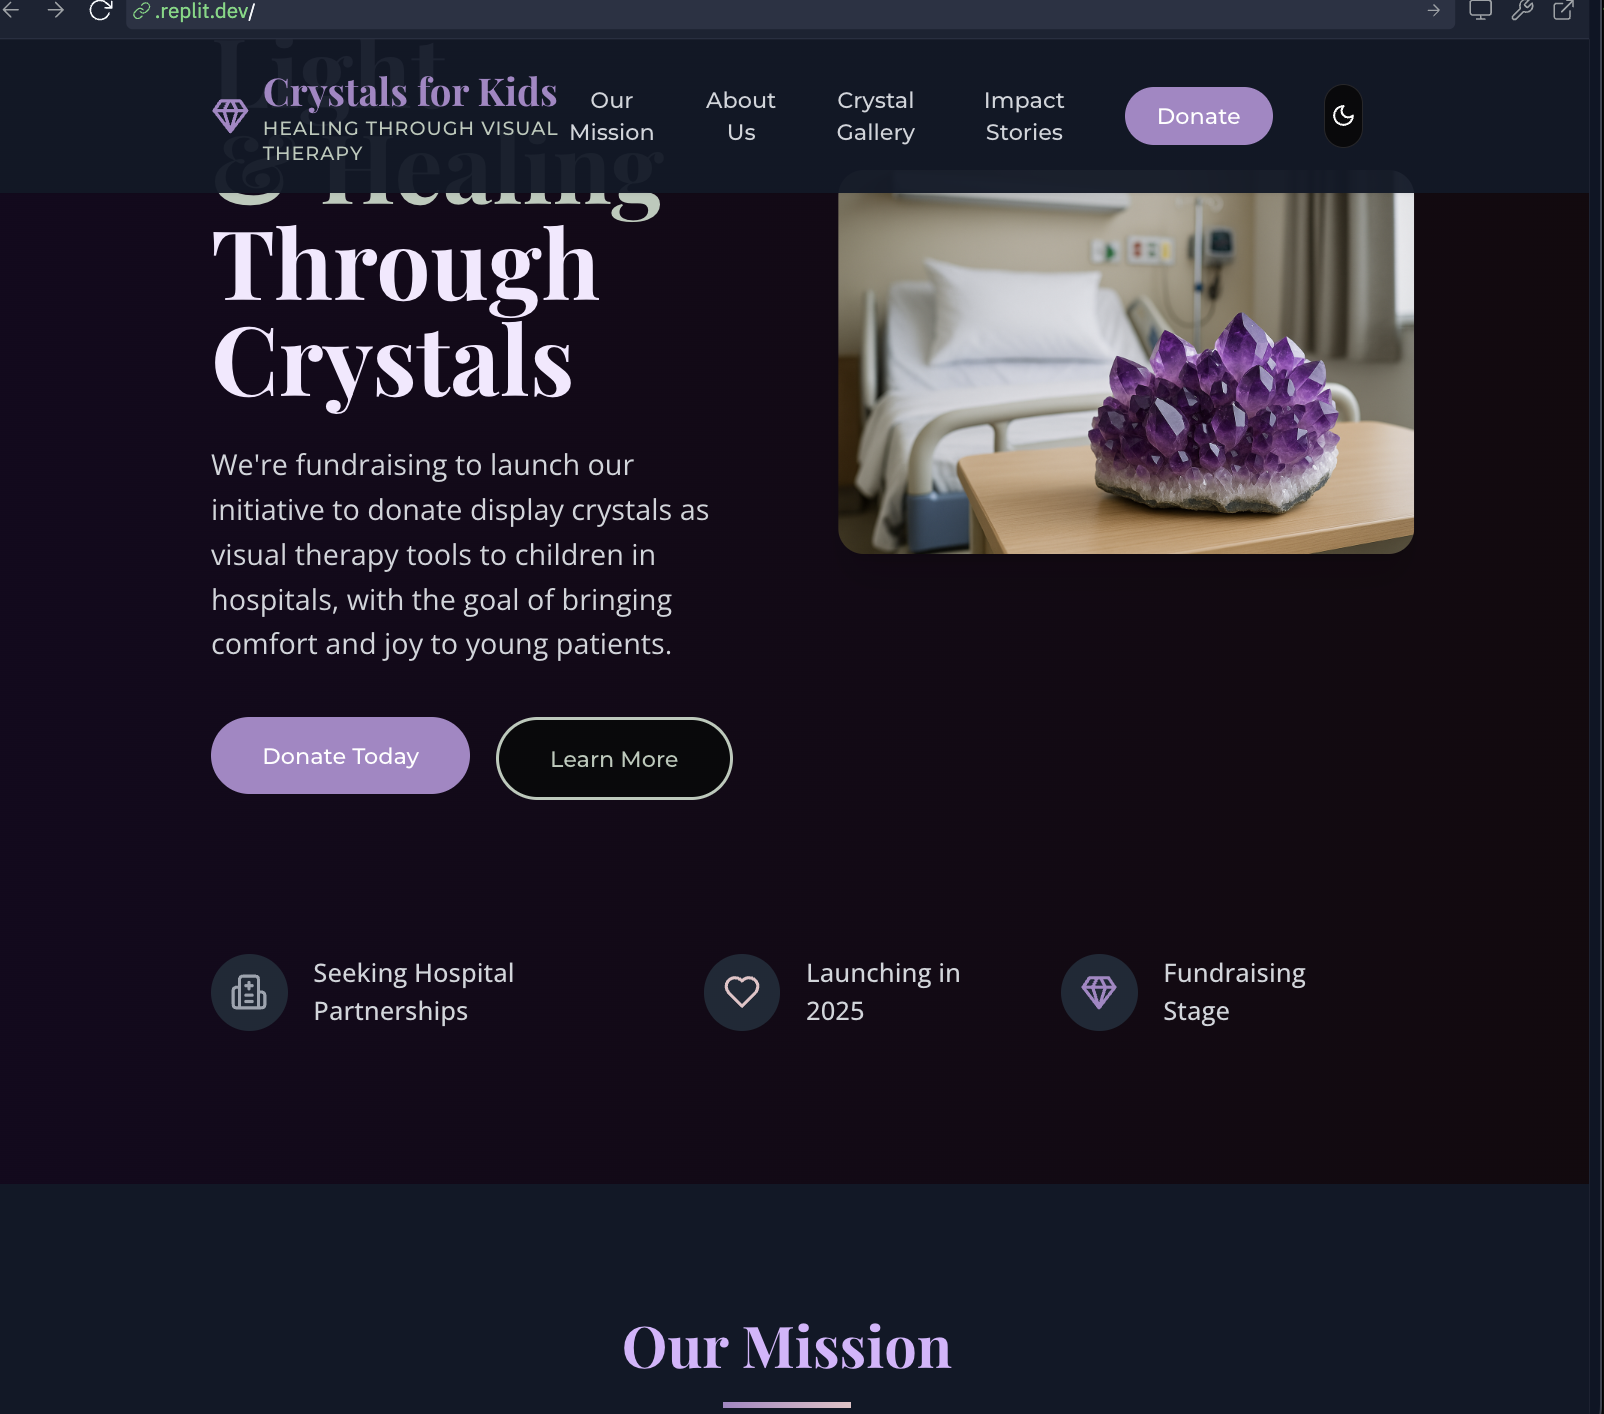 .replit.dev/
Light
Crystals for Kids
HEALING THROUGH VISUAL
THERAPY
Our
Mission
About
Us
Crystal
Gallery
Impact
Stories
Donate
& Healing
Through
Crystals
We're fundraising to launch our
initiative to donate display crystals as
visual therapy tools to children in
hospitals, with the goal of bringing
comfort and joy to young patients.
Donate Today
Learn More
Seeking Hospital
Partnerships
Launching in
2025
Fundraising
Stage
Our Mission